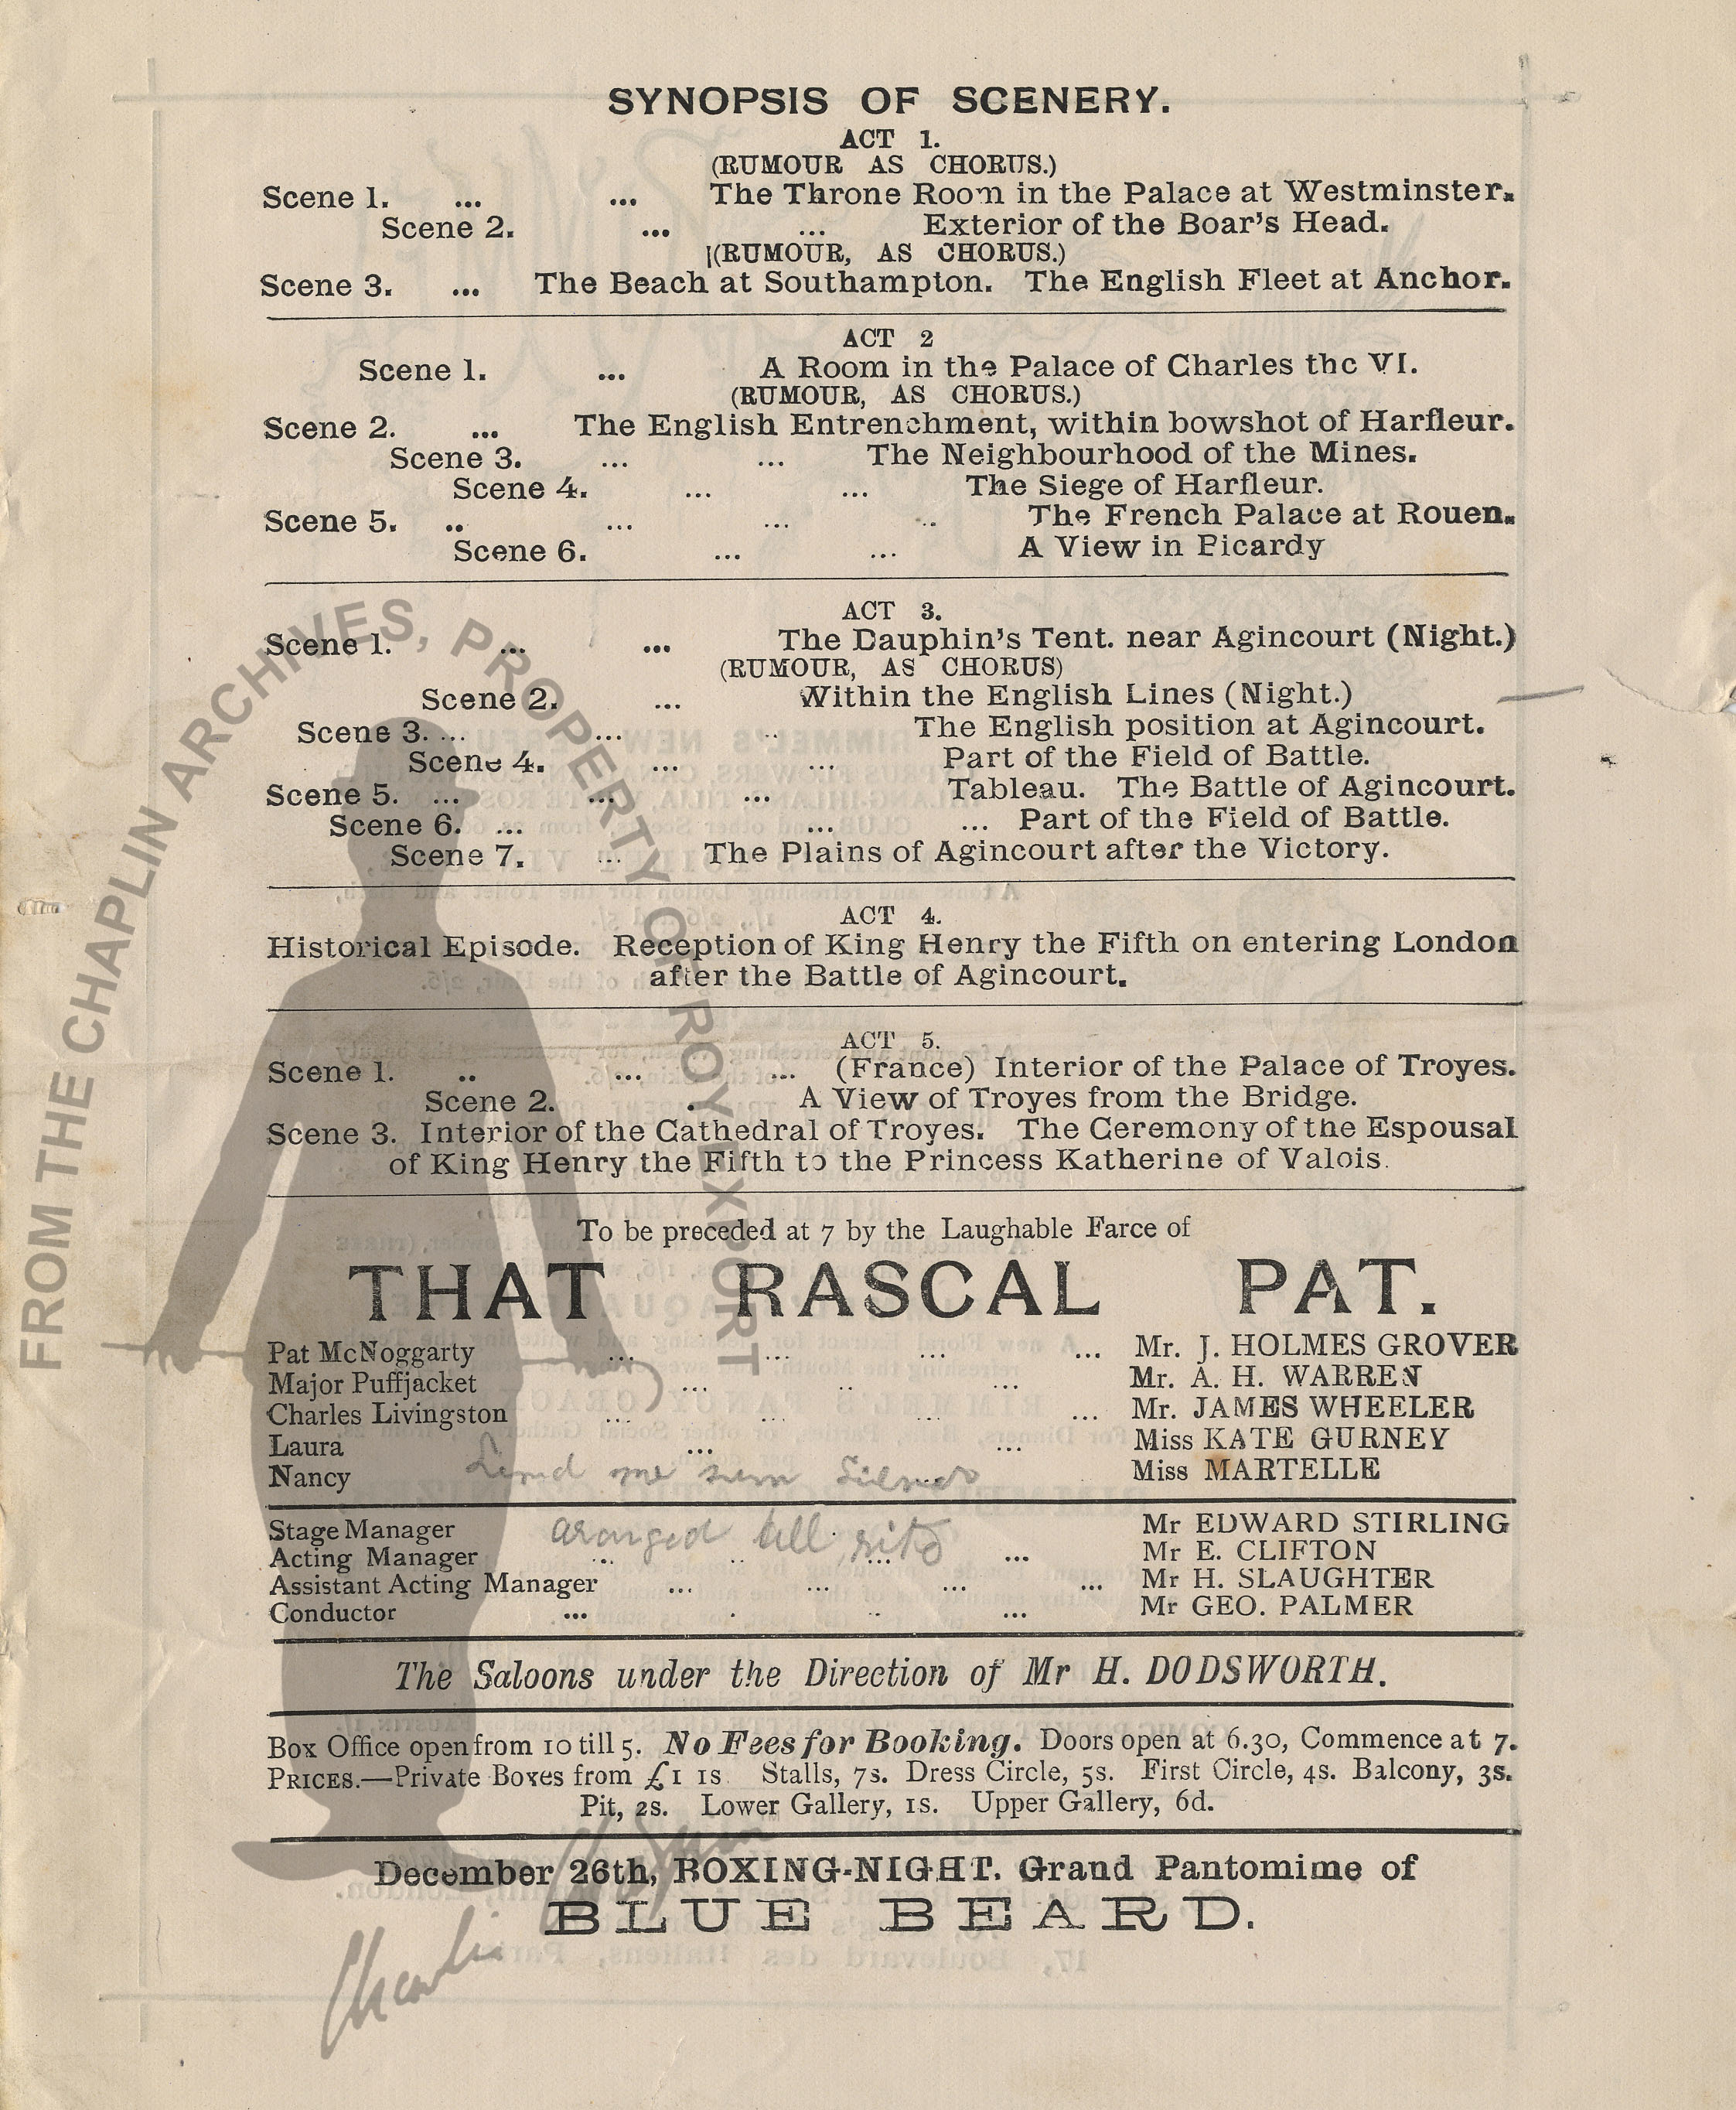 SYNOPSIS OF SCENERY.
ACT 1.
(RUMOUR AS CHORUS.)
Scene 1. ... ... The Throne Room in the Palace at Westminster.
Scene 2. ... ... Exterior of the Boar's Head.
(RUMOUR, AS CHORUS.)
Scene 3. ... The Beach at Southampton. The English Fleet at Anchor.
ACT 2
Scene 1. ... A Room in the Palace of Charles thc VI.
(RUMOUR, AS CHORUS.)
Scene 2. ... The English Entrenchment, within bowshot of Harfleur.
Scene 3. ... ... The Neighbourhood of the Mines.
Scene 4. ... ... The Siege of Harfleur.
Scene 5. .. ... ... .. The French Palace at Rouen.
Scene 6. ... ... A View in Picardy
ACT 3.
Scene 1. ... ... The Dauphin's Tent. near Agincourt (Night.)
(RUMOUR, AS CHORUS)
Scene 2. ... Within the English Lines (Night.)
Scene 3. ... ... .. The English position at Agincourt.
Scene 4. ... ... Part of the Field of Battle.
Scene 5. ... ... ... Tableau. The Battle of Agincourt.
Scene 6. ... ... ... Part of the Field of Battle.
Scene 7. ... The Plains of Agincourt after the Victory.
ACT 4.
Historical Episode. Reception of King Henry the Fifth on entering London
after the Battle of Agincourt.
ACT 5.
Scene 1. .. ... ... (France) Interior of the Palace of Troyes.
Scene 2. . A View of Troyes from the Bridge.
Scene 3. Interior of the Cathedral of Troyes. The Ceremony of the Espousal
of King Henry the Fifth to the Princess Katherine of Valois.
To be preceded at 7 by the Laughable Farce of
THAT RASCAL PAT.
Pat McNoggarty ... ... ... ... Mr. J. HOLMES GROVER
Major Puffjacket ... .. ... Mr. A. H. WARREN
Charles Livingston ... ... ... ... Mr. JAMES WHEELER
Laura ... ... Miss KATE GURNEY
Nancy ... Miss MARTELLE
me
Stage Manager Mr EDWARD STIRLING
all
Acting Manager ... .. ... ... Mr E. CLIFTON
Assistant Acting Manager ... ... ... ... Mr H. SLAUGHTER
Conductor ... . .. ... Mr GEO. PALMER
The Saloons under the Direction of Mr H. DODSWORTH.
Box Office open from 10 till 5. No Fees for Booking. Doors open at 6.30, Commence at 7.
PRICES.—Private Boxes from £1 1s. Stalls, 7s. Dress Circle, 5s. First Circle, 4s. Balcony, 3s.
Pit, 2s. Lower Gallery, 1s. Upper Gallery, 6d.
December 26th, BOXING-NIGHT. Grand Pantomime of
BLUE BEARD.
Charlie
FROM THE CHAPLIN ARCHIVES, PROPERTY OF ROY EXPORT